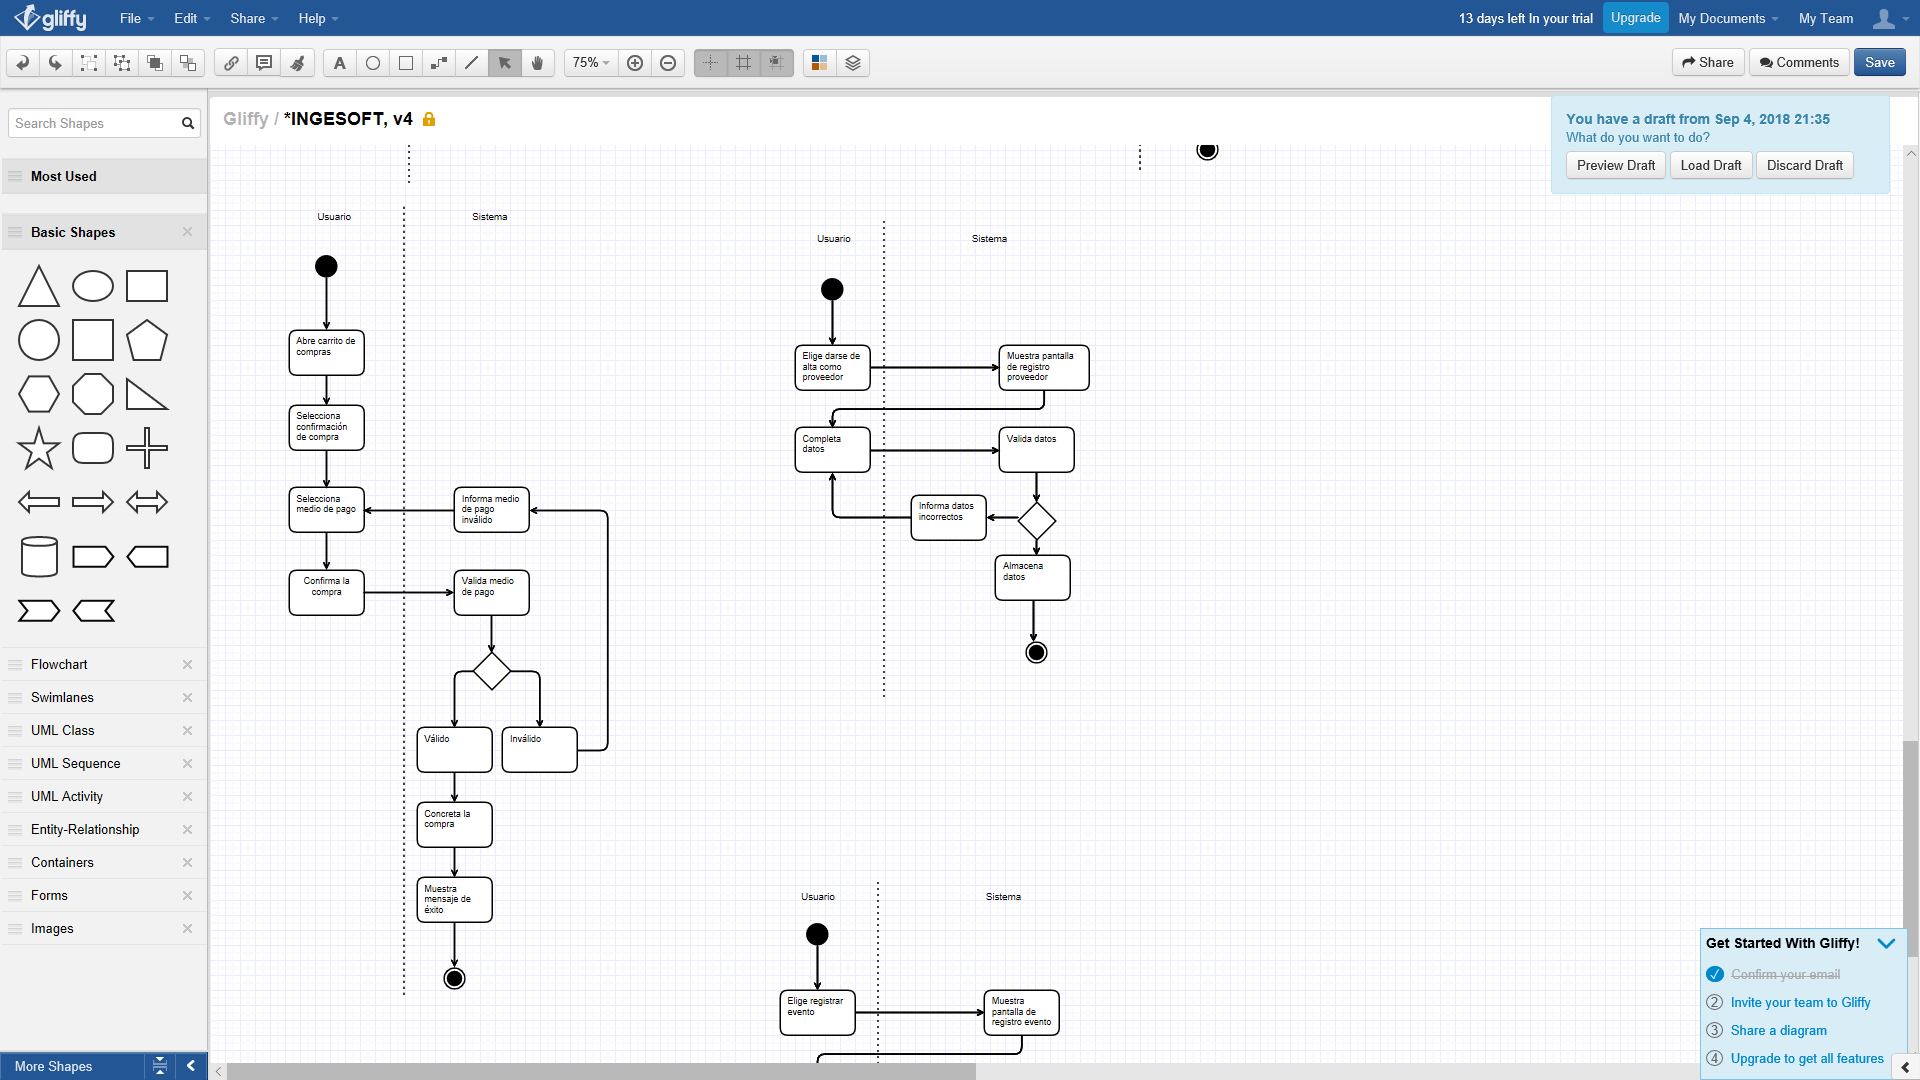 gliffy
File
Edit
Share
Help
13 days left In your trial
Upgrade
My Documents
My Team
A
75%
Share
Comments
Save
Search Shapes
Gliffy / *INGESOFT, v4
You have a draft from Sep 4, 2018 21:35
What do you want to do?
Preview Draft
Load Draft
Discard Draft
Most Used
Basic Shapes
Flowchart
Swimlanes
UML Class
UML Sequence
UML Activity
Entity-Relationship
Containers
Forms
Images
More Shapes
Usuario
Sistema
Abre carrito de
compras
Selecciona
confirmación
de compra
Selecciona
medio de pago
Informa medio
de pago
inválido
Confirma la
compra
Valida medio
de pago
Válido
Inválido
Concreta la
compra
Muestra
mensaje de
éxito
Usuario
Sistema
Elige darse de
alta como
proveedor
Muestra pantalla
de registro
proveedor
Completa
datos
Valida datos
Informa datos
incorrectos
Almacena
datos
Usuario
Sistema
Elige registrar
evento
Muestra
pantalla de
registro evento
Get Started With Gliffy!
Confirm your email
2 Invite your team to Gliffy
3 Share a diagram
4 Upgrade to get all features